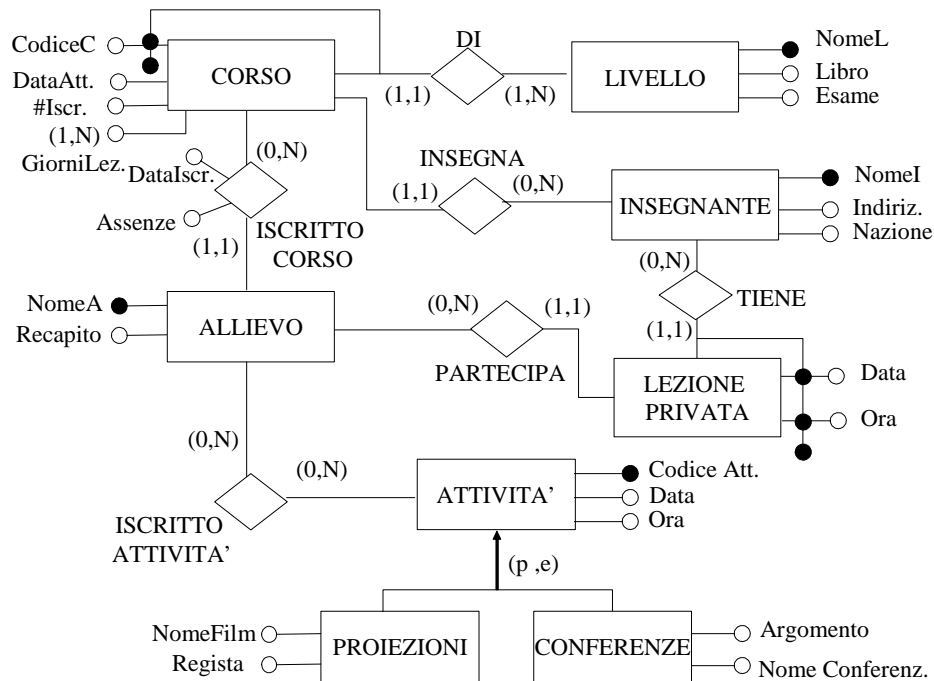 CodiceC
DataAtt.
#Iscr.
(1,N)
GiorniLez.
CORSO
DI
(1,1)
(1,N)
LIVELLO
NomeL
Libro
Esame
(0,N)
DataIscr.
Assenze
(1,1)
ISCRITTO
CORSO
INSEGNA
(1,1)
(0,N)
INSEGNANTE
NomeI
Indiriz.
Nazione
(0,N)
TIENE
(1,1)
NomeA
Recapito
ALLIEVO
(0,N)
(1,1)
PARTECIPA
LEZIONE
PRIVATA
Data
Ora
(0,N)
(0,N)
ISCRITTO
ATTIVITA’
ATTIVITA’
Codice Att.
Data
Ora
(p ,e)
NomeFilm
Regista
PROIEZIONI
CONFERENZE
Argomento
Nome Conferenz.